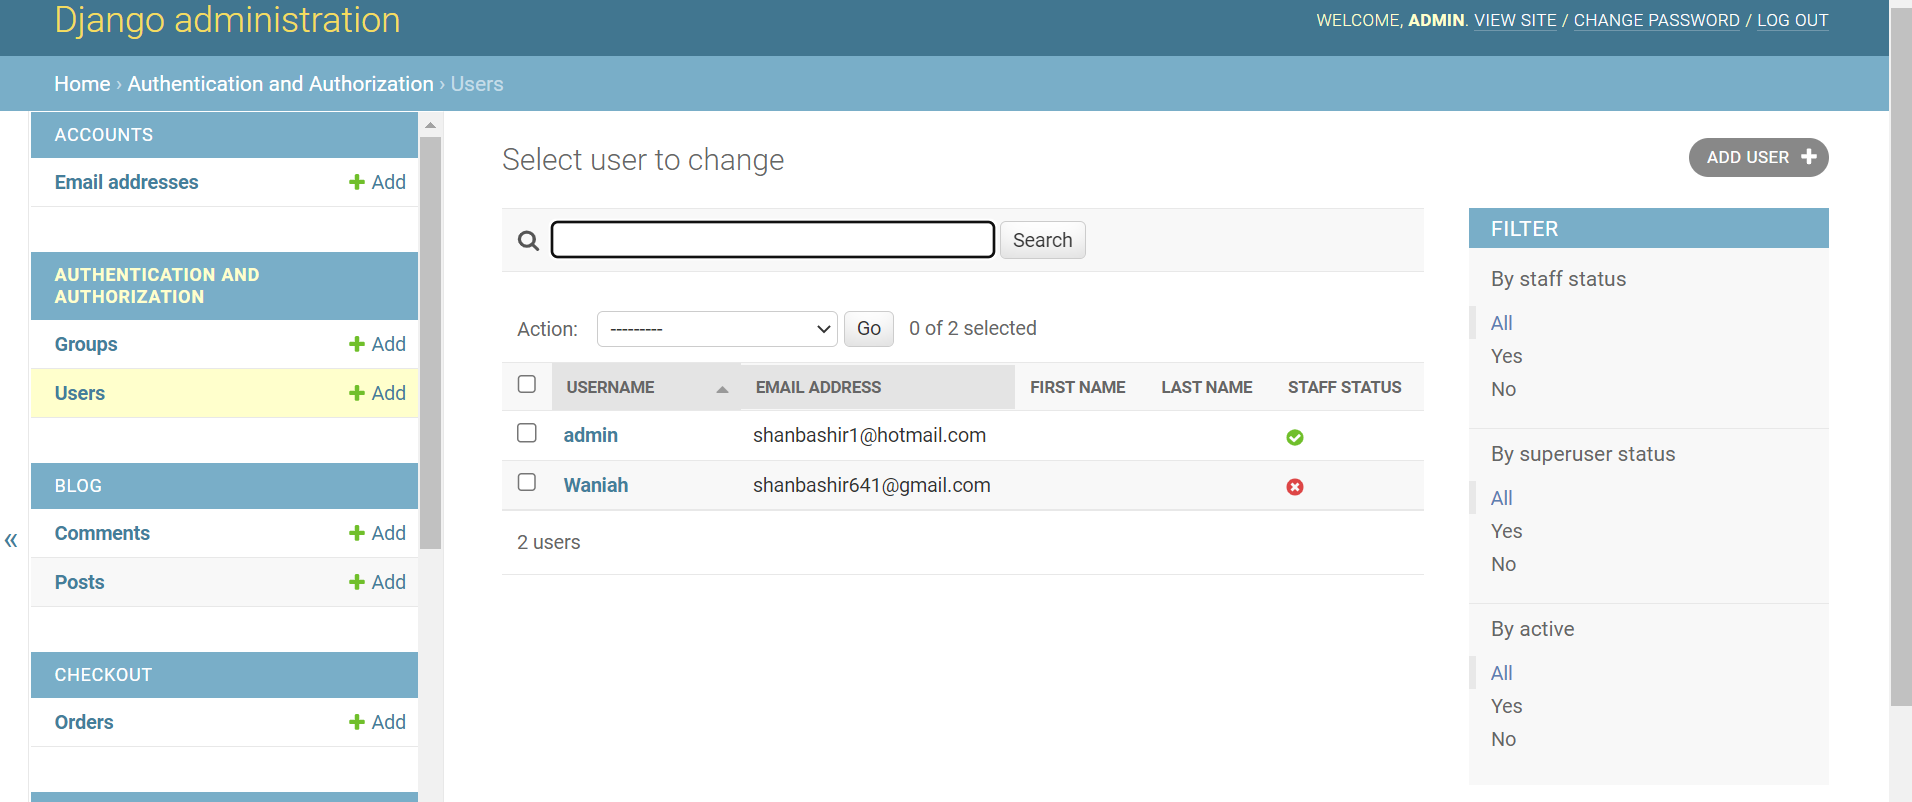 Django administration
WELCOME, ADMIN. VIEW SITE / CHANGE PASSWORD / LOG OUT
Home › Authentication and Authorization › Users
ACCOUNTS
Email addresses Add
AUTHENTICATION AND
AUTHORIZATION
Groups Add
Users Add
BLOG
Comments Add
Posts Add
CHECKOUT
Orders Add
«
Select user to change
ADD USER
Search
Action: --------- Go 0 of 2 selected
USERNAME EMAIL ADDRESS FIRST NAME LAST NAME STAFF STATUS
admin shanbashir1@hotmail.com
Waniah shanbashir641@gmail.com
2 users
FILTER
By staff status
All
Yes
No
By superuser status
All
Yes
No
By active
All
Yes
No